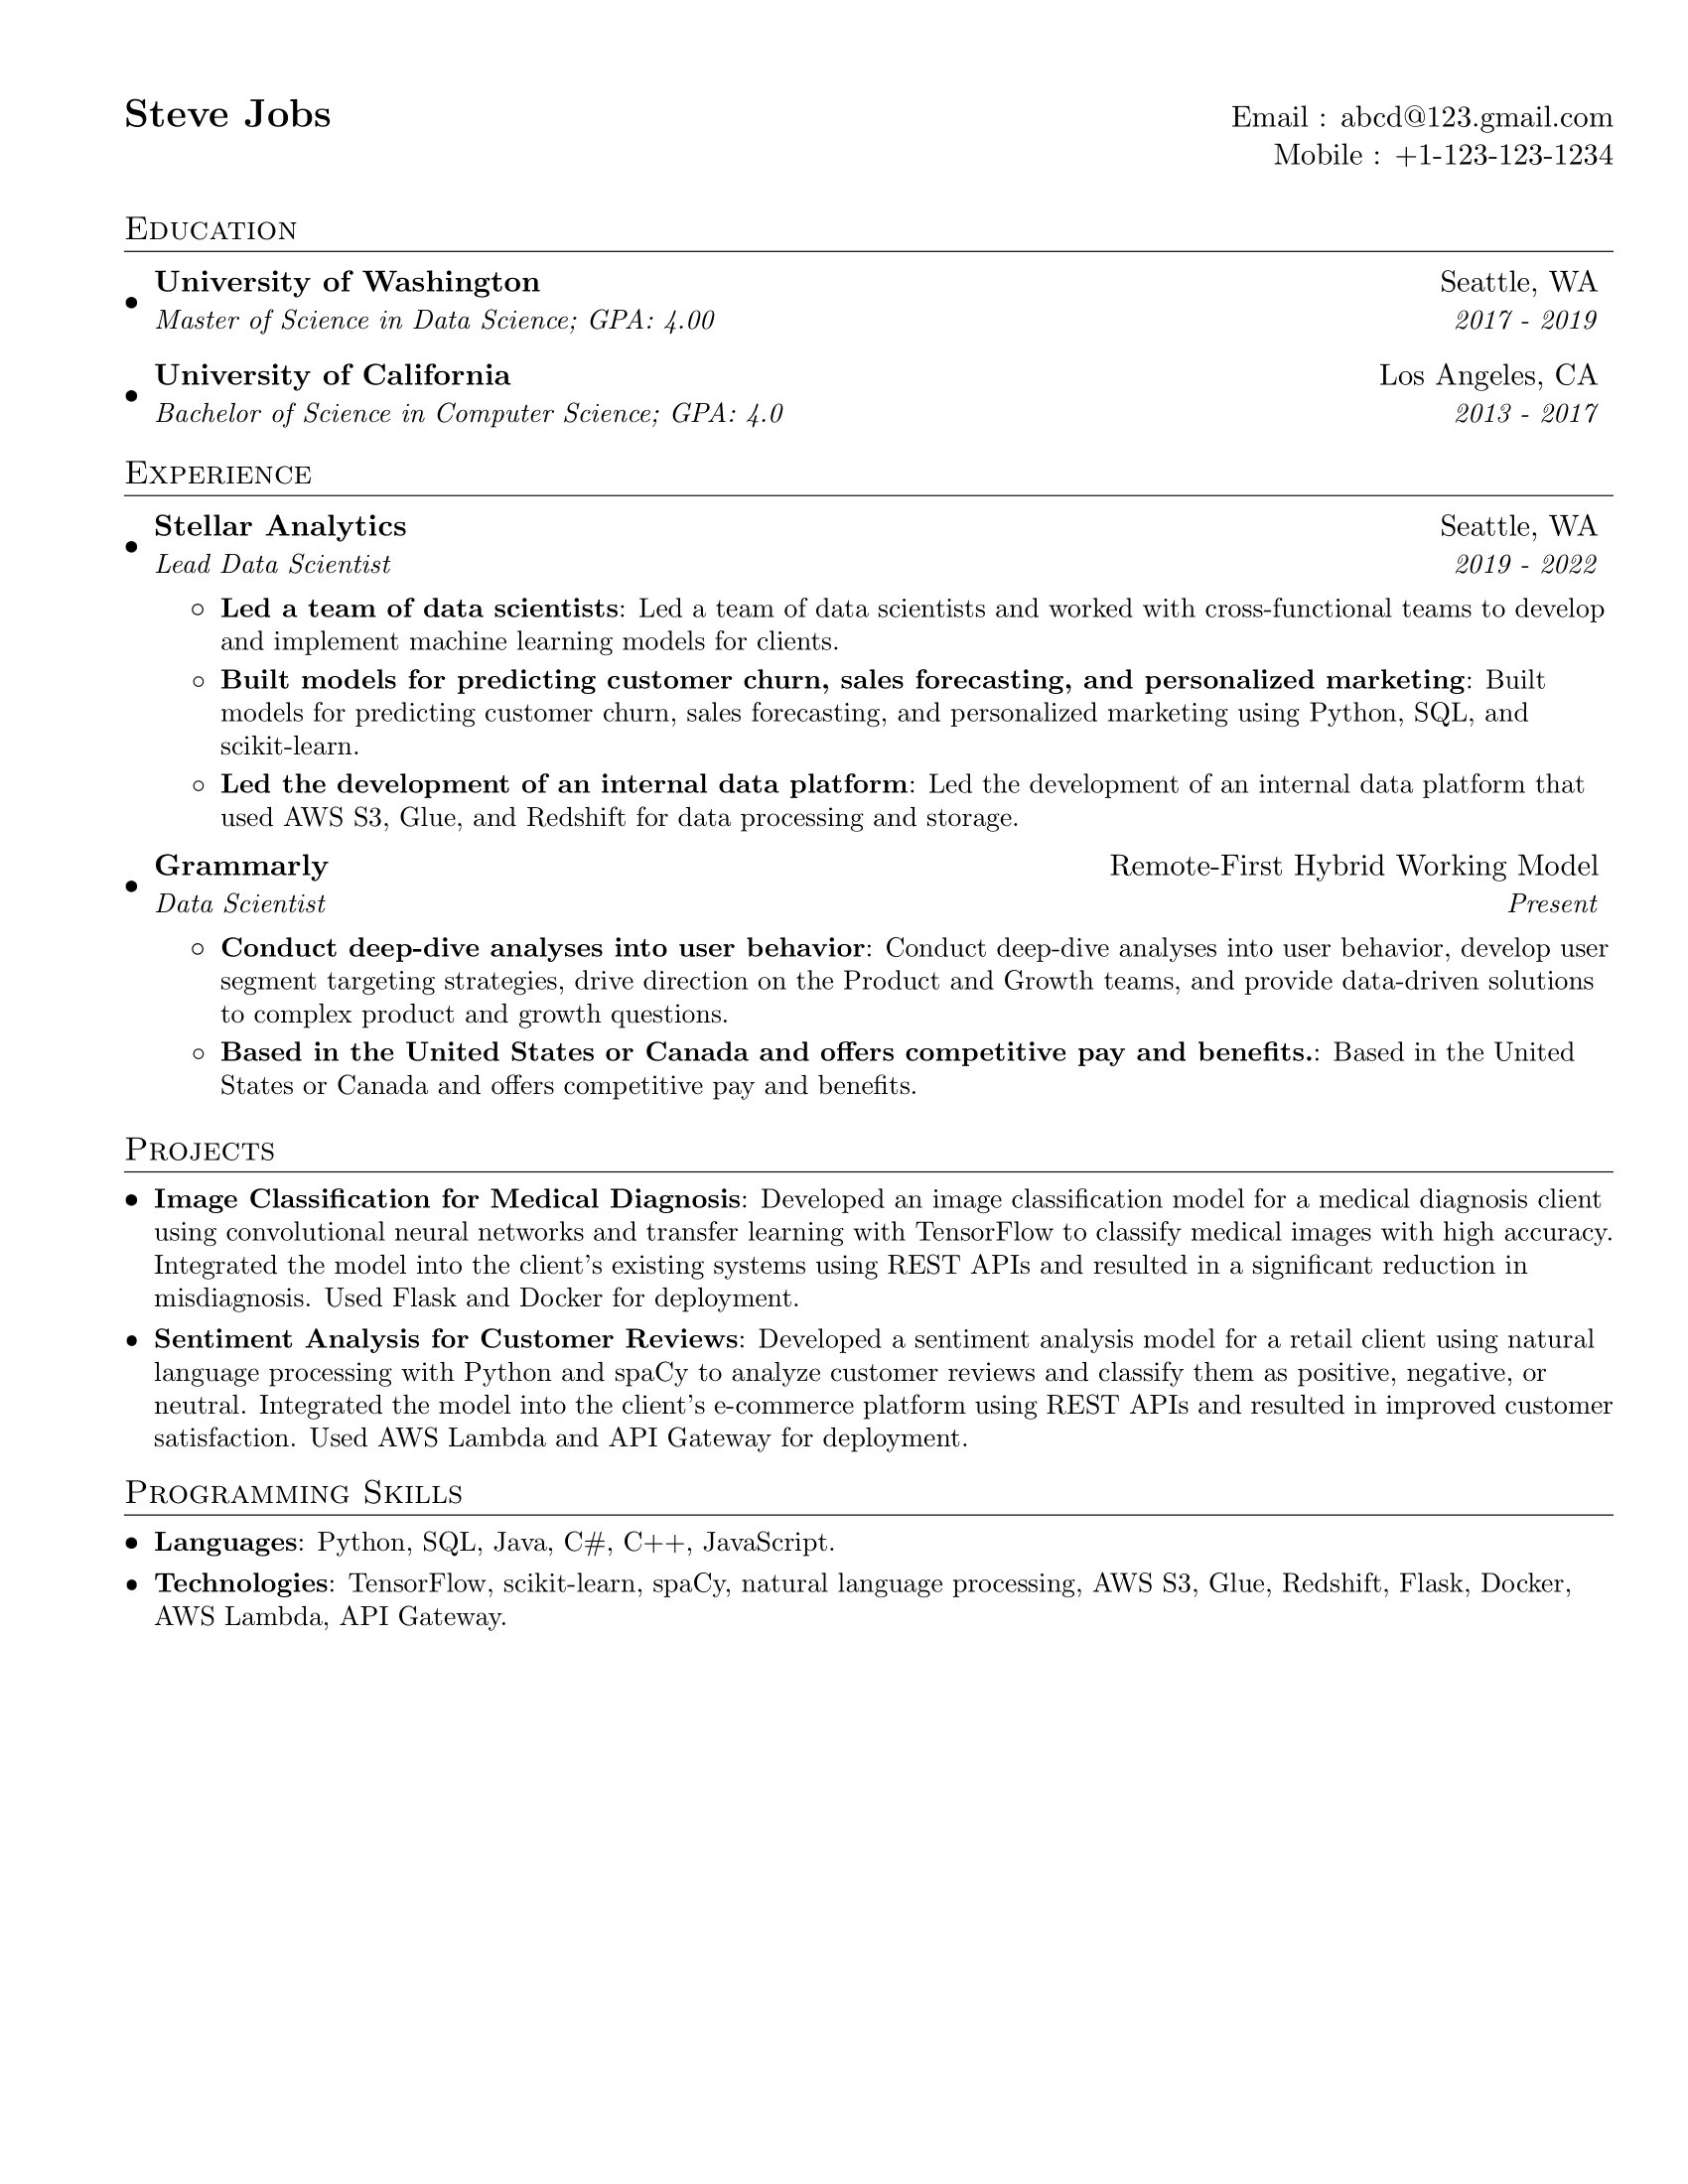 Steve Jobs Email : abcd@123.gmail.com
Mobile : +1-123-123-1234
Education
• University of Washington Seattle, WA
Master of Science in Data Science; GPA: 4.00 2017 - 2019
• University of California Los Angeles, CA
Bachelor of Science in Computer Science; GPA: 4.0 2013 - 2017
Experience
• Stellar Analytics Seattle, WA
Lead Data Scientist 2019 - 2022
◦ Led a team of data scientists: Led a team of data scientists and worked with cross-functional teams to develop
and implement machine learning models for clients.
◦ Built models for predicting customer churn, sales forecasting, and personalized marketing: Built
models for predicting customer churn, sales forecasting, and personalized marketing using Python, SQL, and
scikit-learn.
◦ Led the development of an internal data platform: Led the development of an internal data platform that
used AWS S3, Glue, and Redshift for data processing and storage.
• Grammarly Remote-First Hybrid Working Model
Data Scientist Present
◦ Conduct deep-dive analyses into user behavior: Conduct deep-dive analyses into user behavior, develop user
segment targeting strategies, drive direction on the Product and Growth teams, and provide data-driven solutions
to complex product and growth questions.
◦ Based in the United States or Canada and offers competitive pay and benefits.: Based in the United
States or Canada and offers competitive pay and benefits.
Projects
• Image Classification for Medical Diagnosis: Developed an image classification model for a medical diagnosis client
using convolutional neural networks and transfer learning with TensorFlow to classify medical images with high accuracy.
Integrated the model into the client's existing systems using REST APIs and resulted in a significant reduction in
misdiagnosis. Used Flask and Docker for deployment.
• Sentiment Analysis for Customer Reviews: Developed a sentiment analysis model for a retail client using natural
language processing with Python and spaCy to analyze customer reviews and classify them as positive, negative, or
neutral. Integrated the model into the client's e-commerce platform using REST APIs and resulted in improved customer
satisfaction. Used AWS Lambda and API Gateway for deployment.
Programming Skills
• Languages: Python, SQL, Java, C#, C++, JavaScript.
• Technologies: TensorFlow, scikit-learn, spaCy, natural language processing, AWS S3, Glue, Redshift, Flask, Docker,
AWS Lambda, API Gateway.